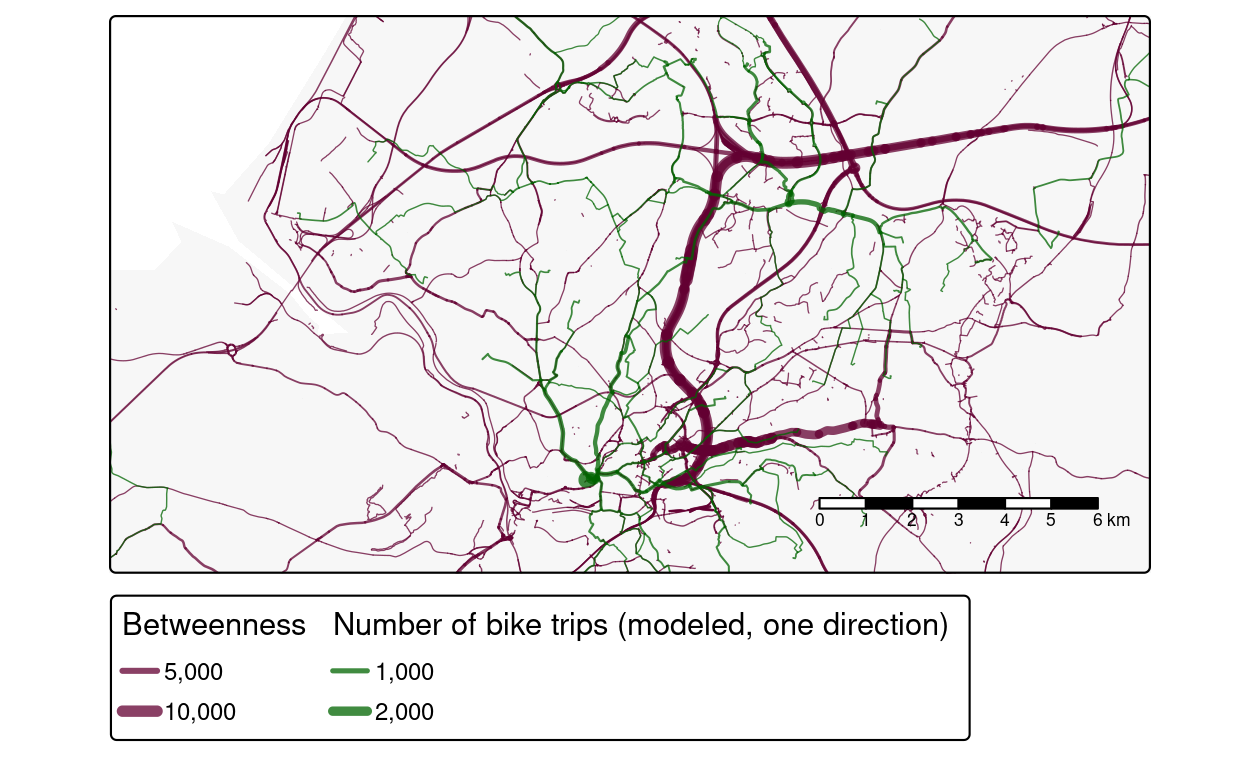 0 1 2 3 4 5 6 km
Betweenness Number of bike trips (modeled, one direction)
5,000 1,000
10,000 2,000